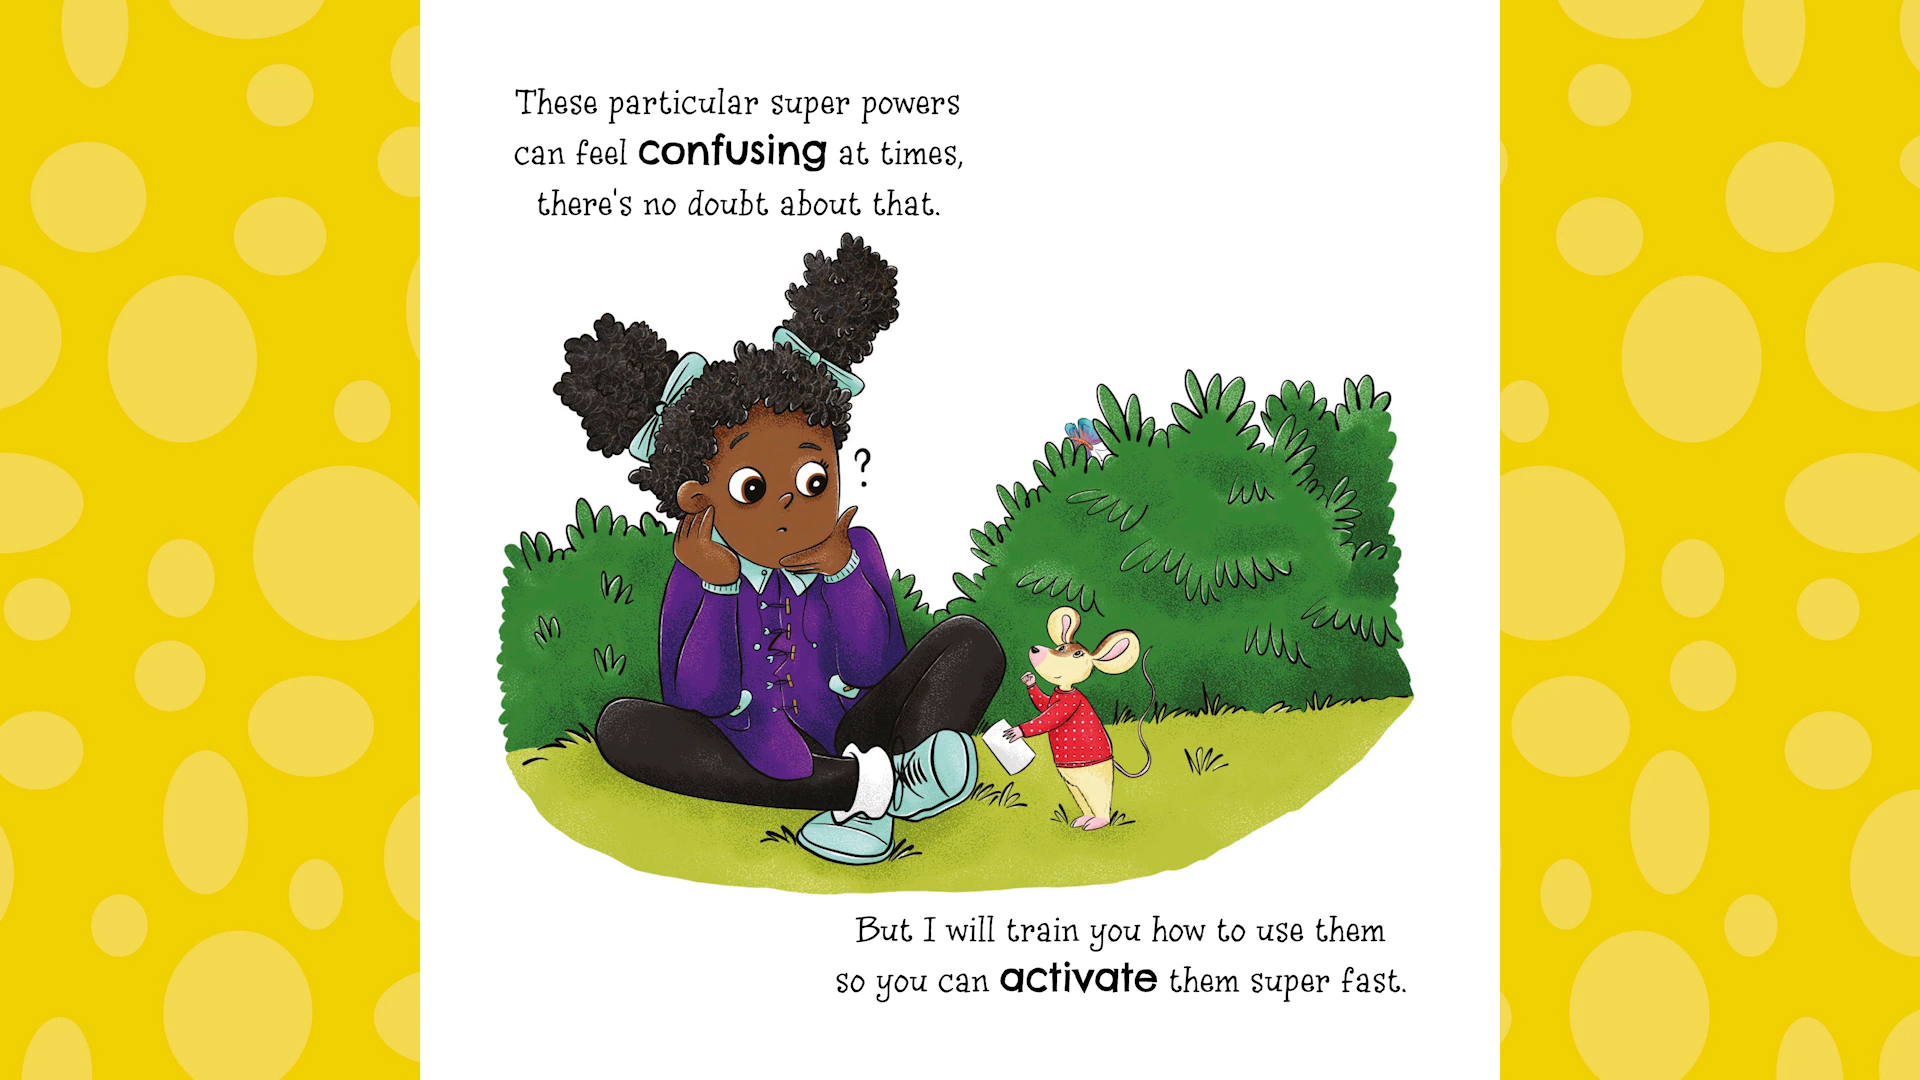 These particular super powers
can feel confusing at times,
there's no doubt about that.
?
But I will train you how to use them
so you can activate them super fast.